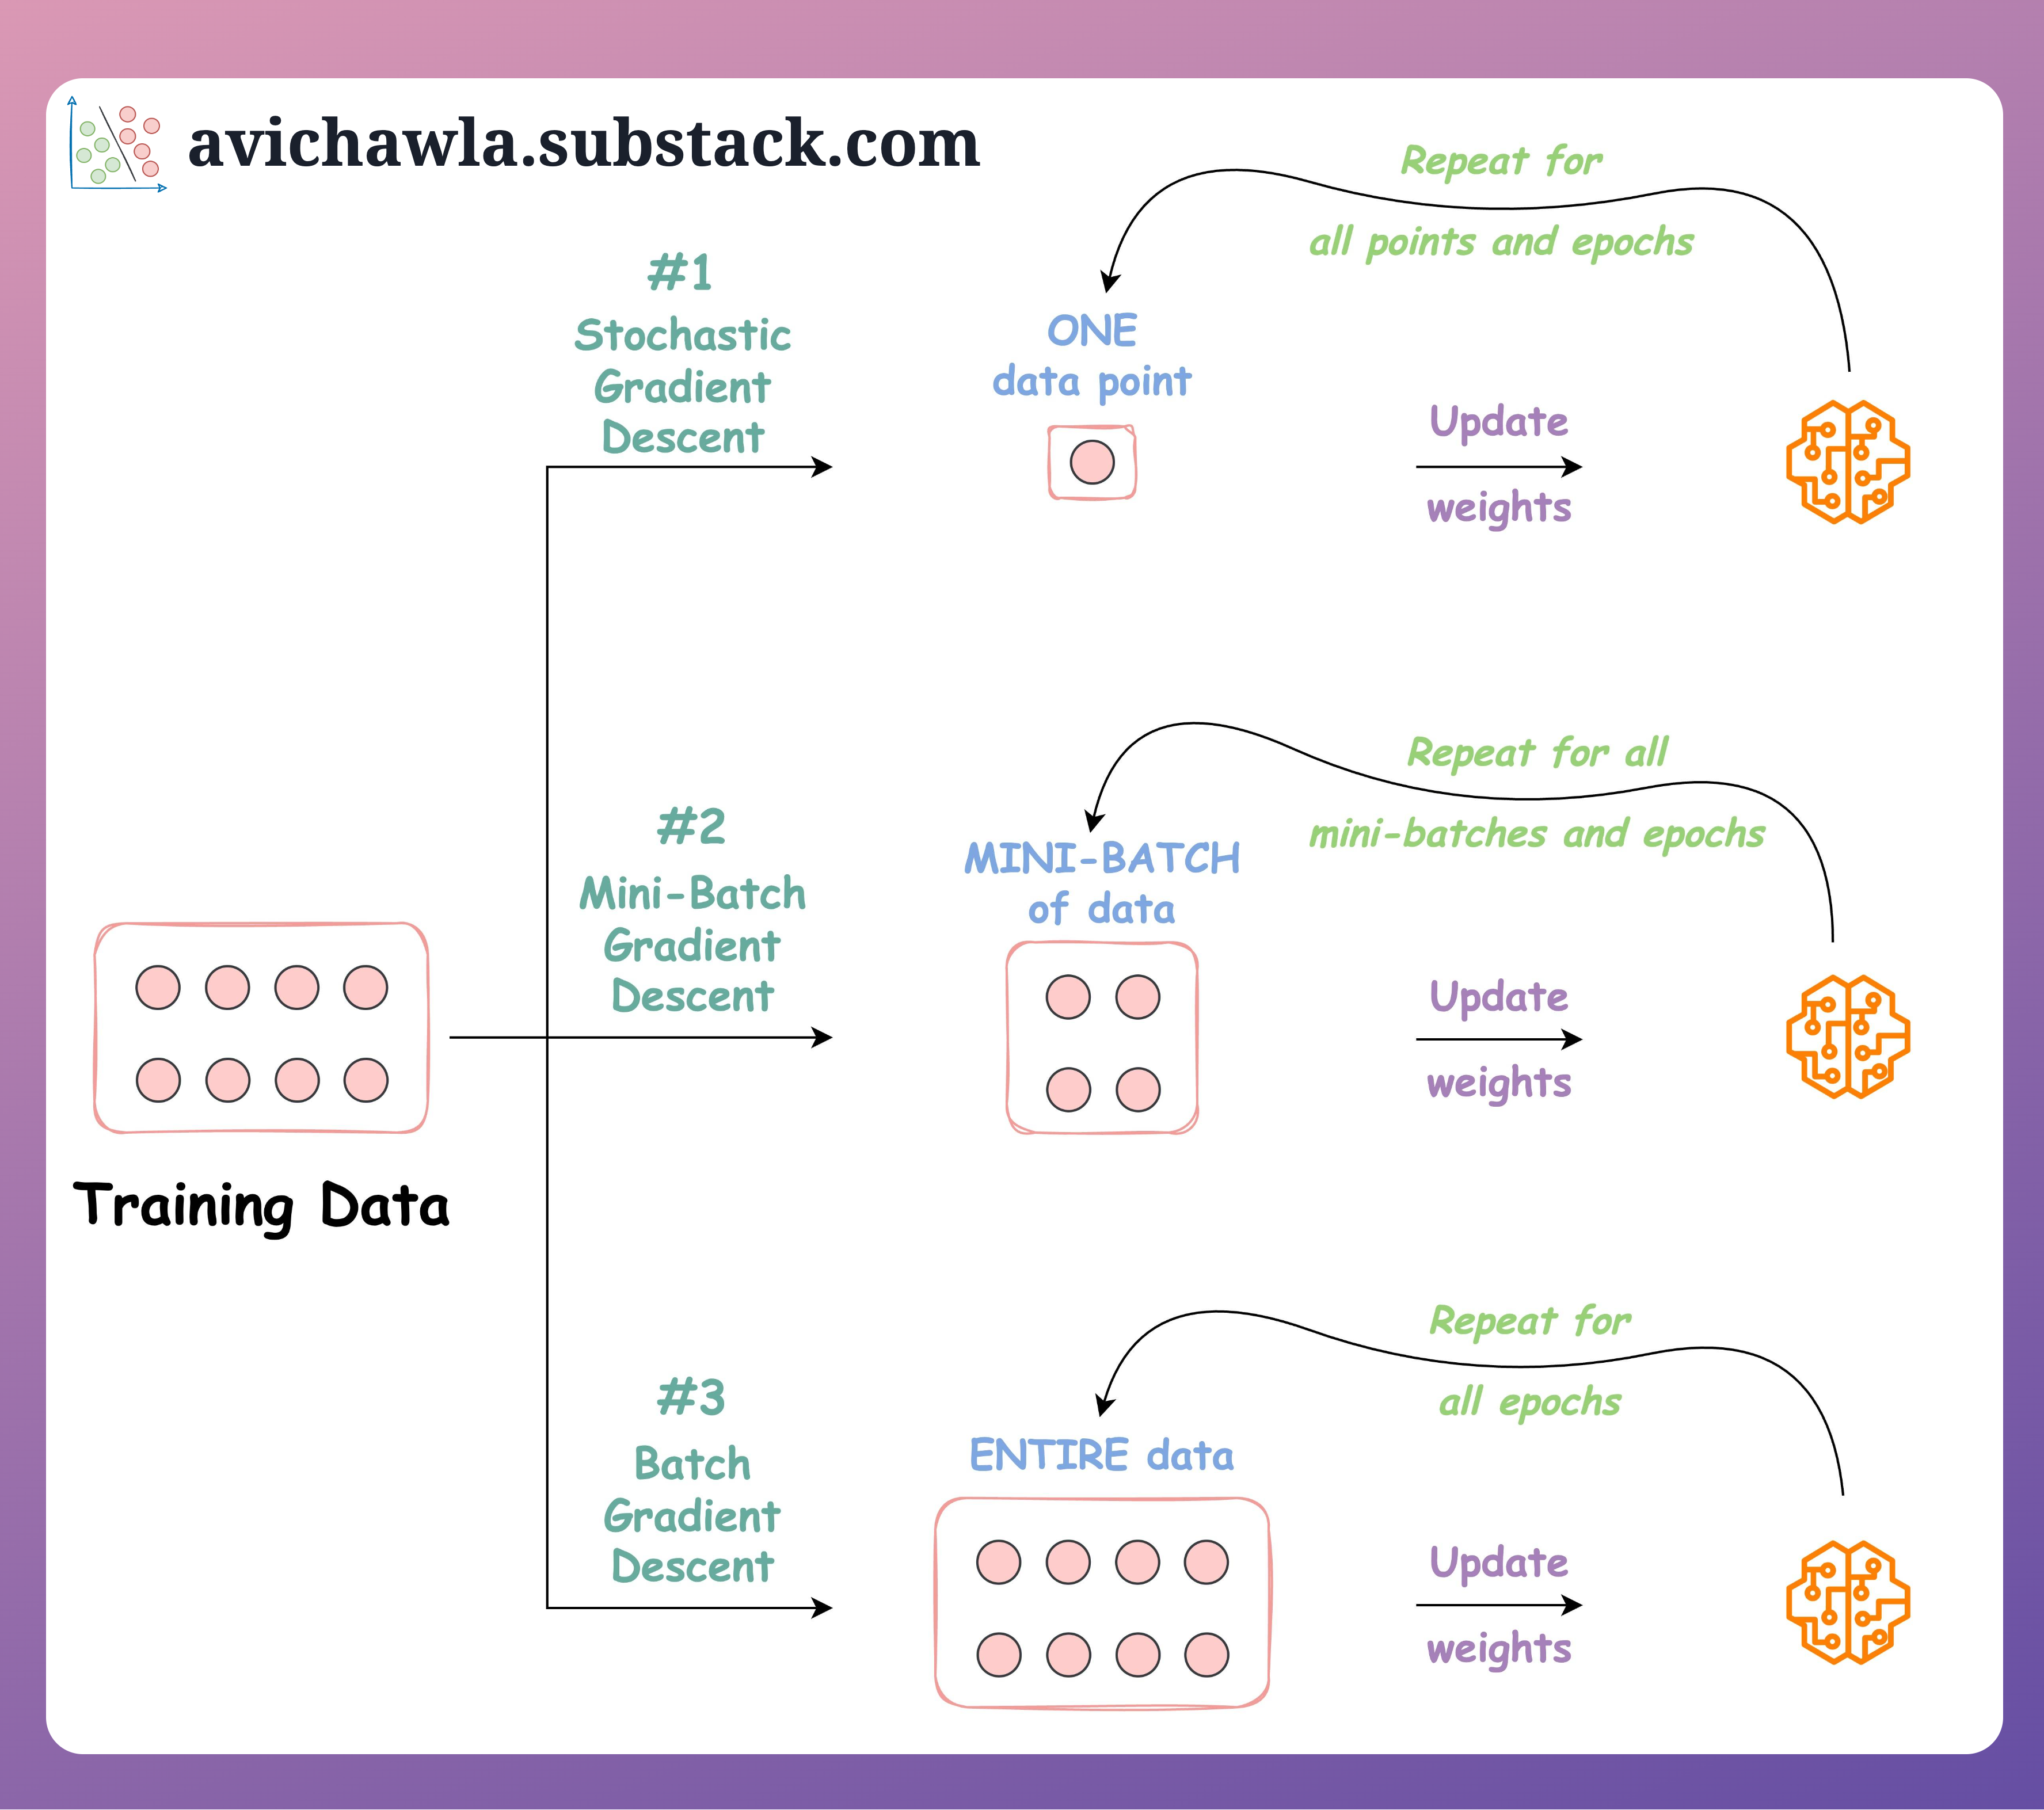 avichawla.substack.com
#1
Stochastic
Gradient
Descent
ONE
data point
Repeat for
all points and epochs
Update
weights
#2
Mini-Batch
Gradient
Descent
MINI-BATCH
of data
Repeat for all
mini-batches and epochs
Update
weights
Training Data
#3
Batch
Gradient
Descent
ENTIRE data
Repeat for
all epochs
Update
weights